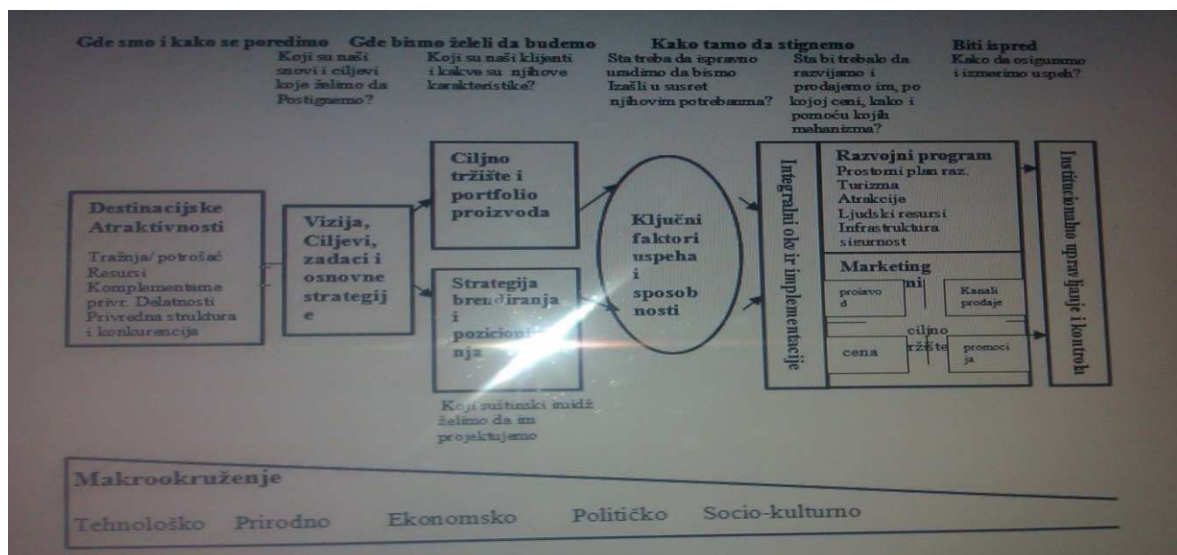 Gde smo i kako se poredimo
Gde bismo želeli da budemo
Kako tamo da stignemo
Biti ispred
Koji su naši
snovi i ciljevi
koje želimo da
Postignemo?
Koji su naši klijenti
i kakve su njihove
karakteristike?
Sta treba da ispravno
uradimo da bismo
Izašli u susret
njihovim potrebama?
Sta bi trebalo da
razvijamo i
prodajemo im, po
kojoj ceni, kako i
pomoću kojih
mehanizma?
Kako da osiguramo
i izmerimo uspeh?
Destinacijske
Atraktivnosti
Tražnja/potrošač
Resursi
Komplementarne
privr. Delatnosti
Privredna struktura
i konkurencija
Vizija,
Ciljevi,
zadaci i
osnovne
strategij
e
Ciljno
tržište i
portfolio
proizvoda
Strategija
brendiranja
i
nja
Koji suštinski imidž
želimo da im
projektujemo
Ključni
faktori
uspeha
i
sposob
nosti
Integralni okvir implementacije
Razvojni program
Prostorni plan raz.
Turizma
Atrakcije
Ljudski resursi
Infrastruktura
sigurnost
Marketing
proizvo
d
Kanali
prodaje
ciljno
ržište
cena
promoci
ja
Institucionalno upravljanje i kontrola
Makrookruženje
Tehnološko Prirodno Ekonomsko Političko Socio-kulturno